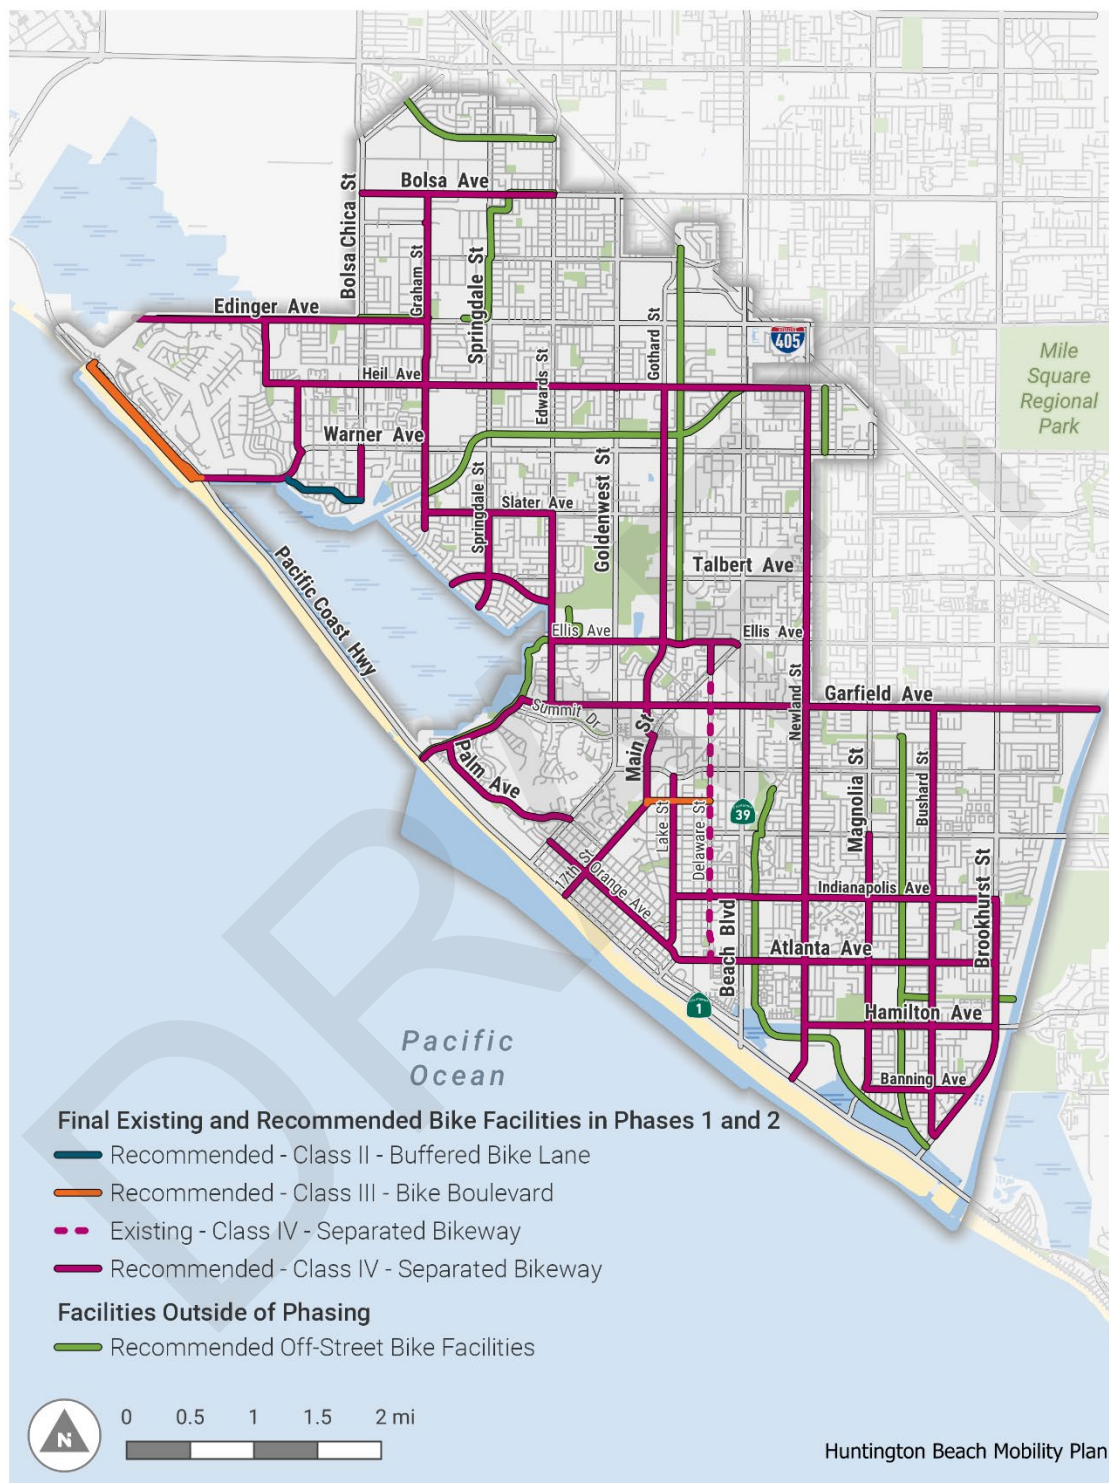 Bolsa Ave
Bolsa Chica St
Graham St
Springdale St
Edinger Ave
Gothard St
INTERSTATE
405
Mile
Square
Regional
Park
Heil Ave
Edwards St
Warner Ave
Goldenwest St
Springdale St
Slater Ave
Talbert Ave
Pacific Coast Hwy
Ellis Ave
Ellis Ave
Newland St
Garfield Ave
Summit Dr
Main St
Palm Ave
Magnolia St
Bushard St
Lake St
Delaware St
39
17th St
Orange Ave
Indianapolis Ave
Brookhurst St
Beach Blvd
Atlanta Ave
1
Hamilton Ave
Banning Ave
Pacific
Ocean
DRAFT
Final Existing and Recommended Bike Facilities in Phases 1 and 2
Recommended - Class II - Buffered Bike Lane
Recommended - Class III - Bike Boulevard
Existing - Class IV - Separated Bikeway
Recommended - Class IV - Separated Bikeway
Facilities Outside of Phasing
Recommended Off-Street Bike Facilities
N
0 0.5 1 1.5 2 mi
Huntington Beach Mobility Plan